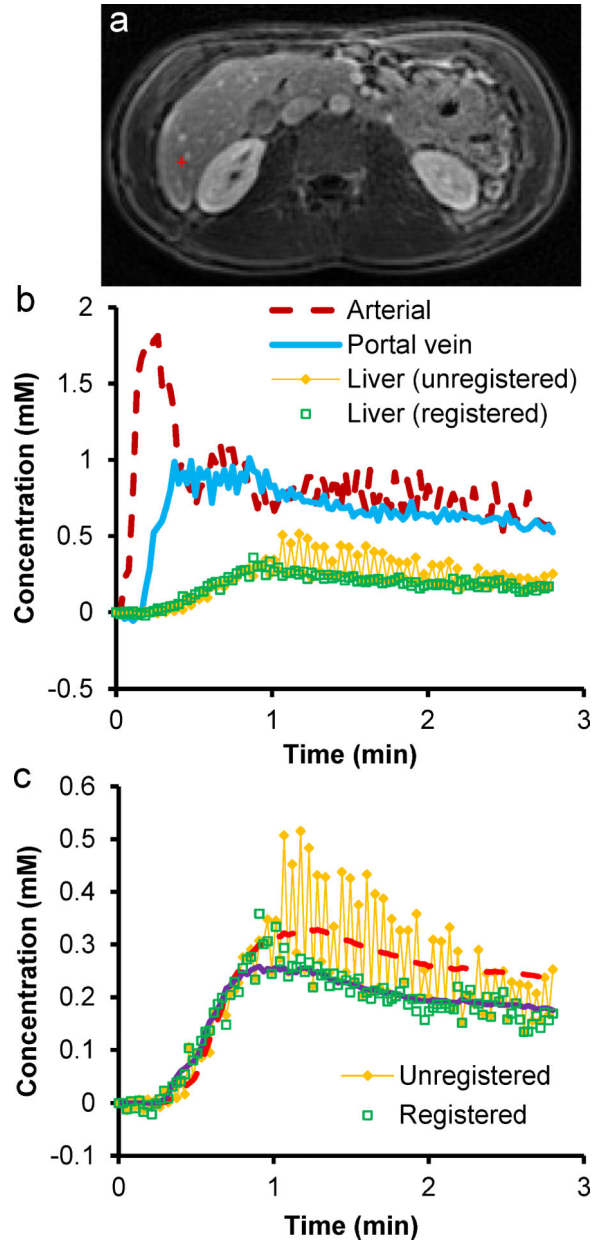 a
b
2
1.5
1
0.5
0
-0.5
Concentration (mM)
Arterial
Portal vein
Liver (unregistered)
Liver (registered)
0
1
2
3
Time (min)
c
0.6
0.5
0.4
0.3
0.2
0.1
0
-0.1
Concentration (mM)
Unregistered
Registered
0
1
2
3
Time (min)